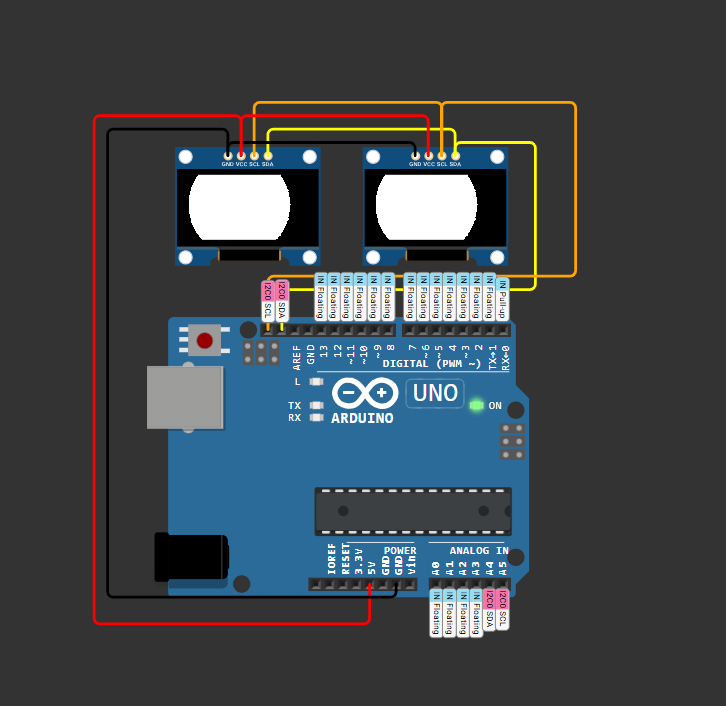 GND VCC SCL SDA
GND VCC SCL SDA
I2C0 SCL
I2C0 SDA
IN Floating
IN Floating
IN Floating
IN Floating
IN Floating
IN Floating
IN Floating
IN Floating
IN Floating
IN Floating
IN Floating
IN Floating
IN Floating
IN Pull-up
AREF
GND
13
12
~11
~10
~9
8
7
~6
~5
4
~3
2
TX→1
RX←0
DIGITAL (PWM ~)
L
TX
RX
UNO
ON
ARDUINO
POWER
ANALOG IN
IOREF
RESET
3.3V
5V
GND
GND
Vin
A0
A1
A2
A3
A4
A5
IN Floating
IN Floating
IN Floating
IN Floating
I2C0 SDA
I2C0 SCL